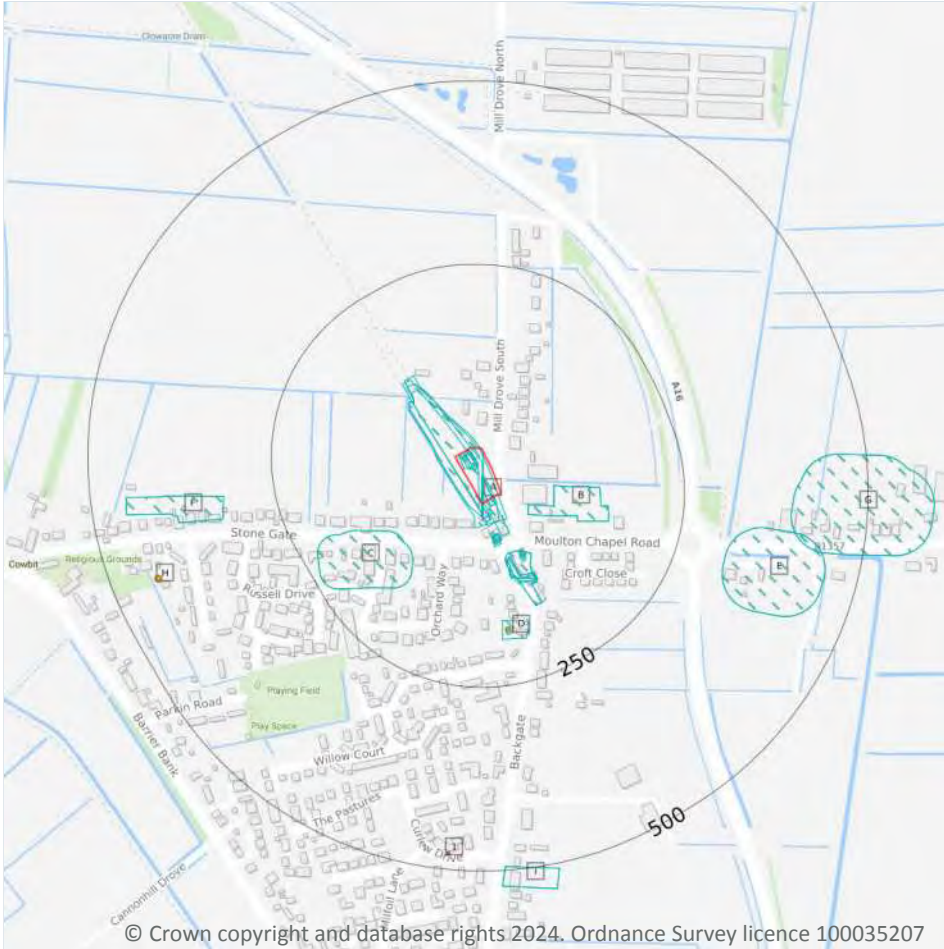 Mill Drove North
250
500
A16
Mill Drove South
A
B
C
D
E
F
G
H
I
J
Stone Gate
Moulton Chapel Road
Croft Close
Religious Grounds
Cowbit
Russell Drive
Orchard Way
Playing Field
Play Space
Parkin Road
Barrier Bank
Willow Court
Backgate
The Pastures
Curlew Drive
Milfoil Lane
Cannonhill Drove
© Crown copyright and database rights 2024. Ordnance Survey licence 100035207